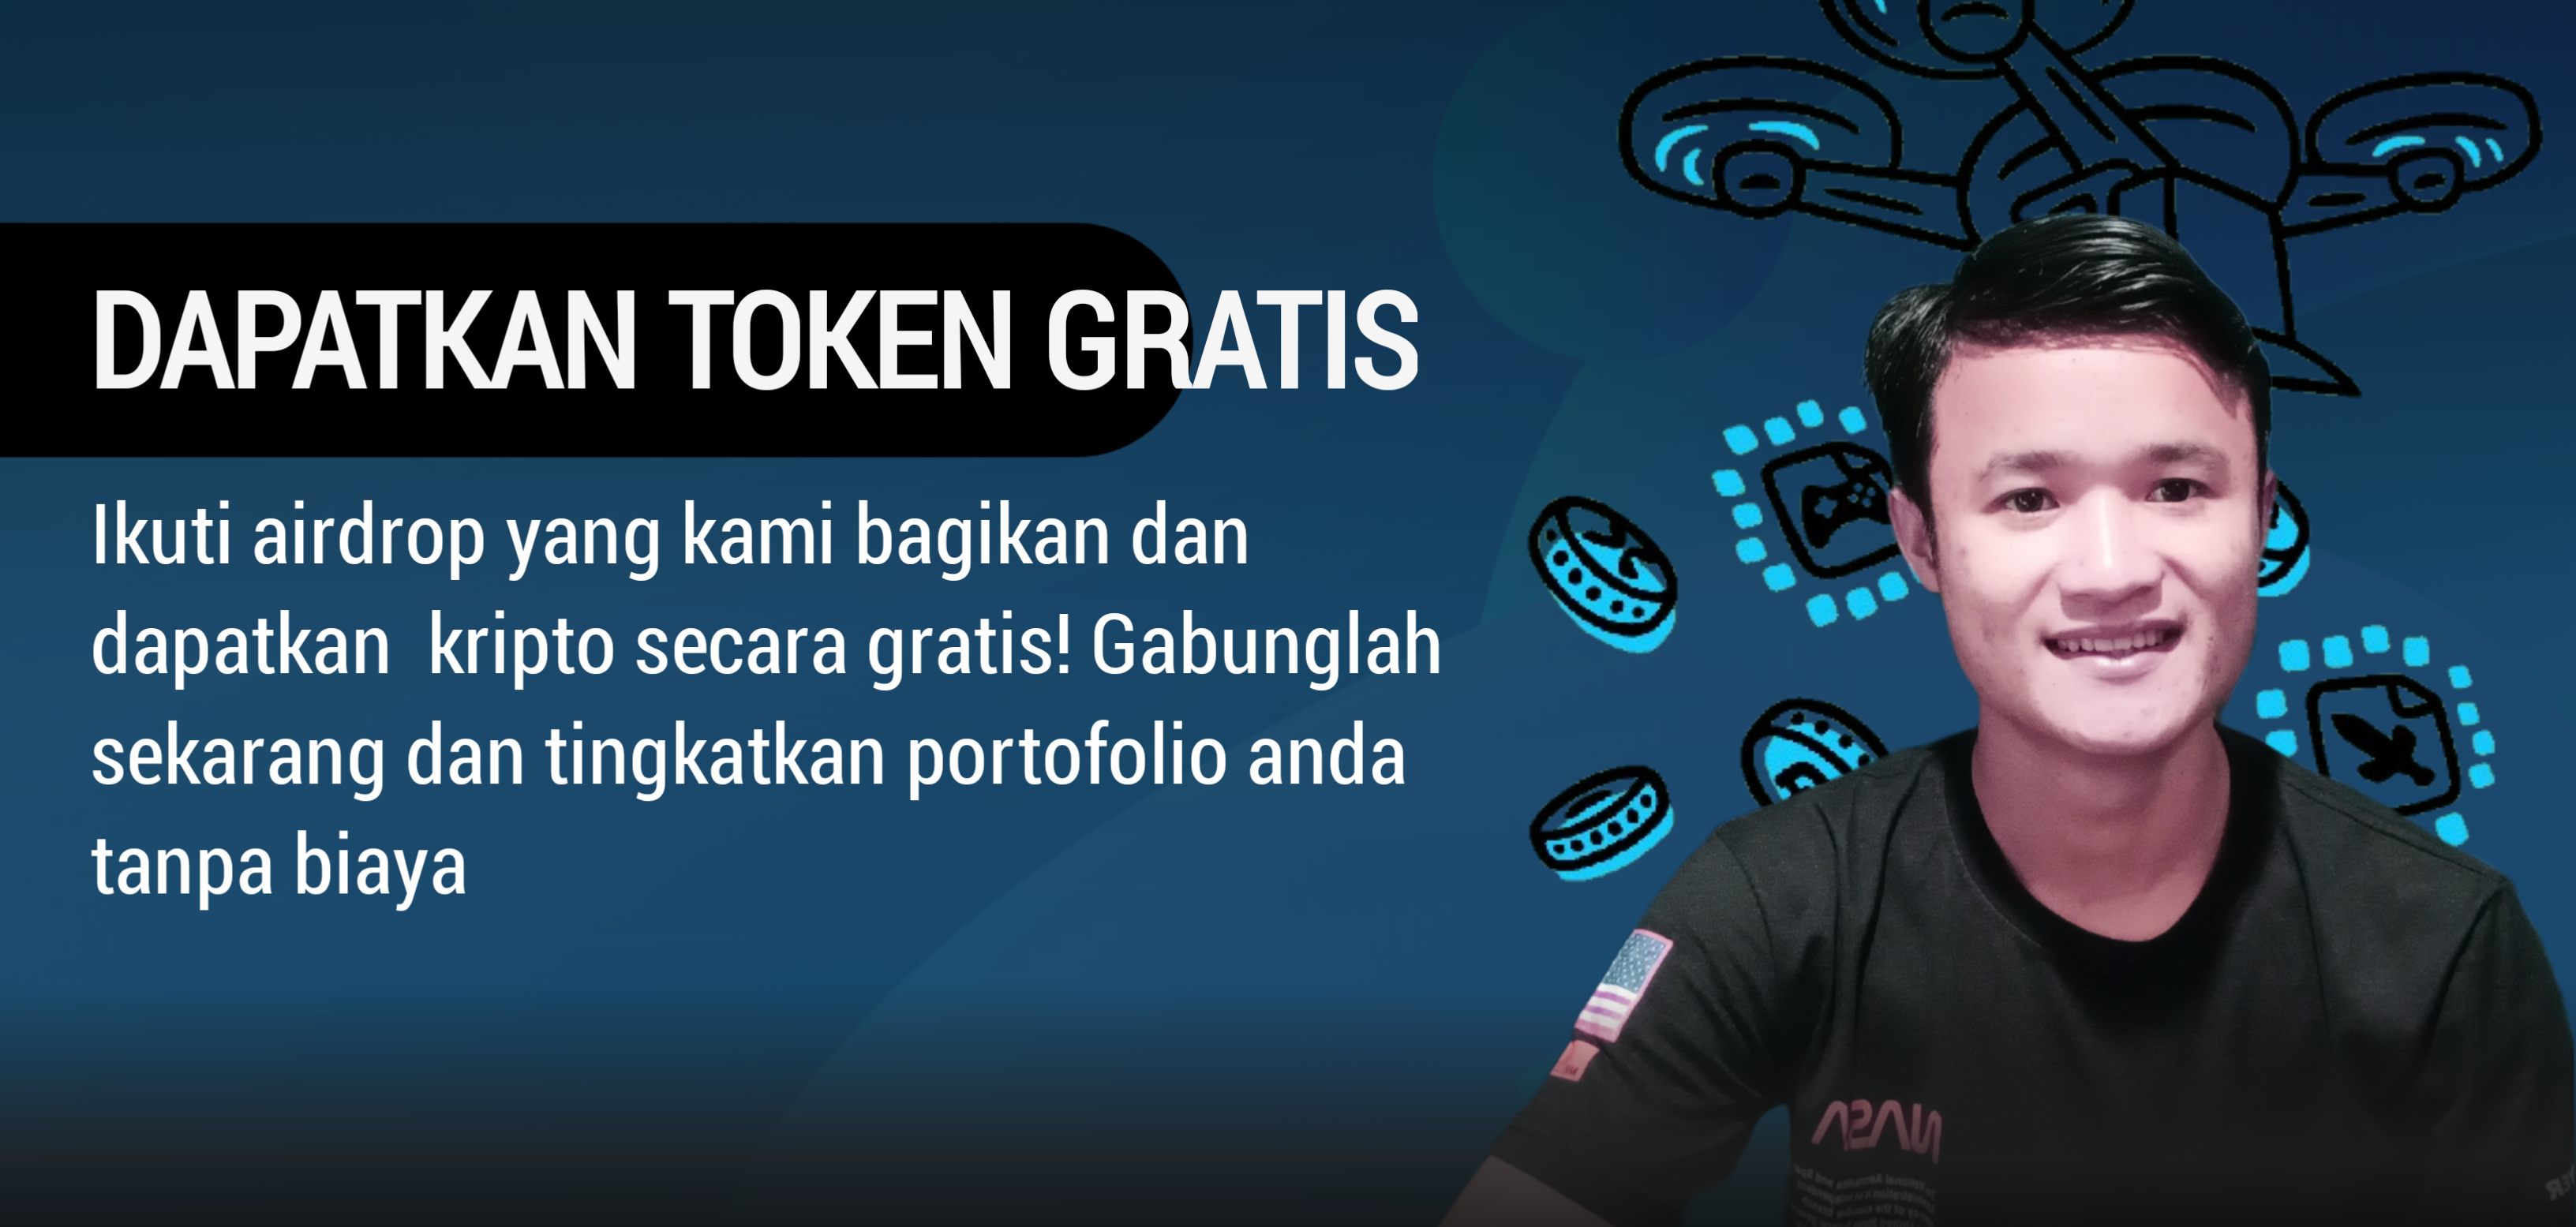 DAPATKAN TOKEN GRATIS
Ikuti airdrop yang kami bagikan dan
dapatkan  kripto secara gratis! Gabunglah
sekarang dan tingkatkan portofolio anda
tanpa biaya
NASA